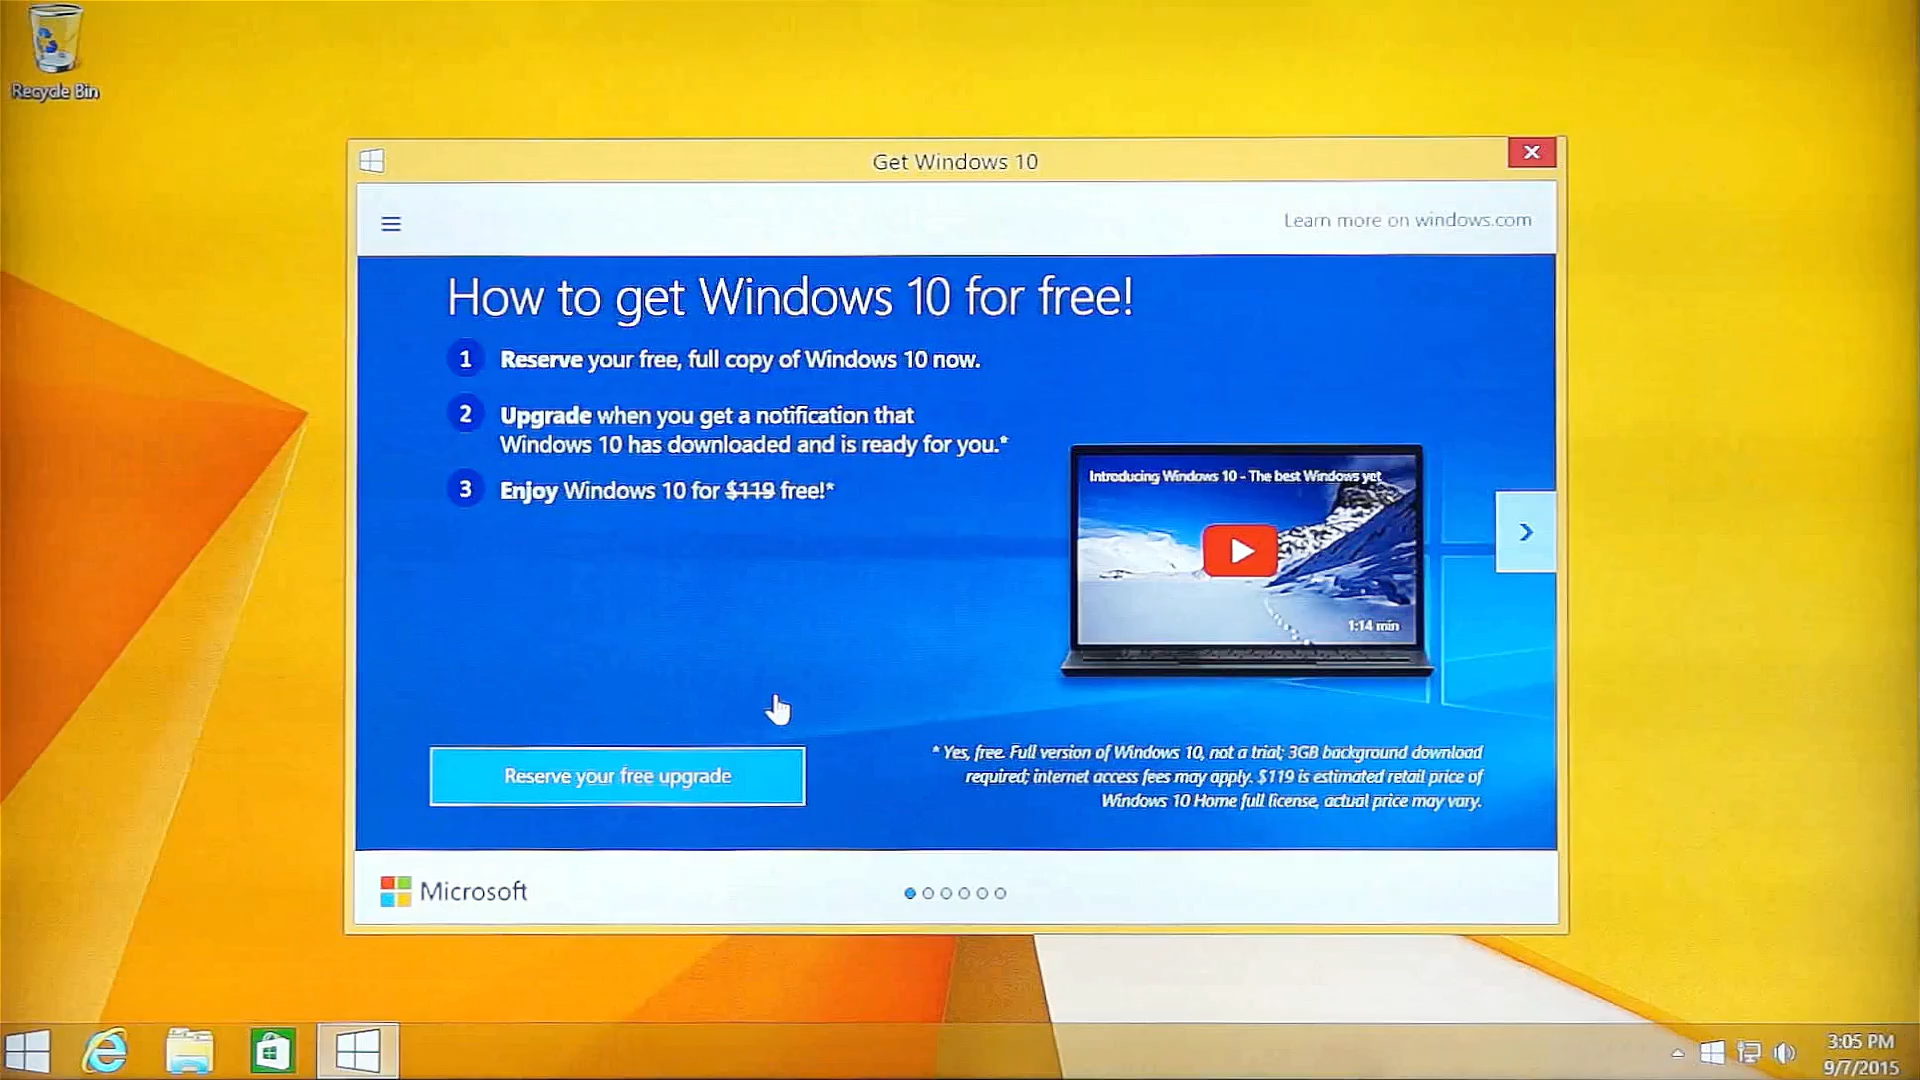 Recycle Bin
Get Windows 10
Learn more on windows.com
How to get Windows 10 for free!
1 Reserve your free, full copy of Windows 10 now.
2 Upgrade when you get a notification that
Windows 10 has downloaded and is ready for you.*
3 Enjoy Windows 10 for $119 free!*
Introducing Windows 10 - The best Windows yet
1:14 min
Reserve your free upgrade
* Yes, free. Full version of Windows 10, not a trial; 3GB background download
required; internet access fees may apply. $119 is estimated retail price of
Windows 10 Home full license, actual price may vary.
Microsoft
3:05 PM
9/7/2015